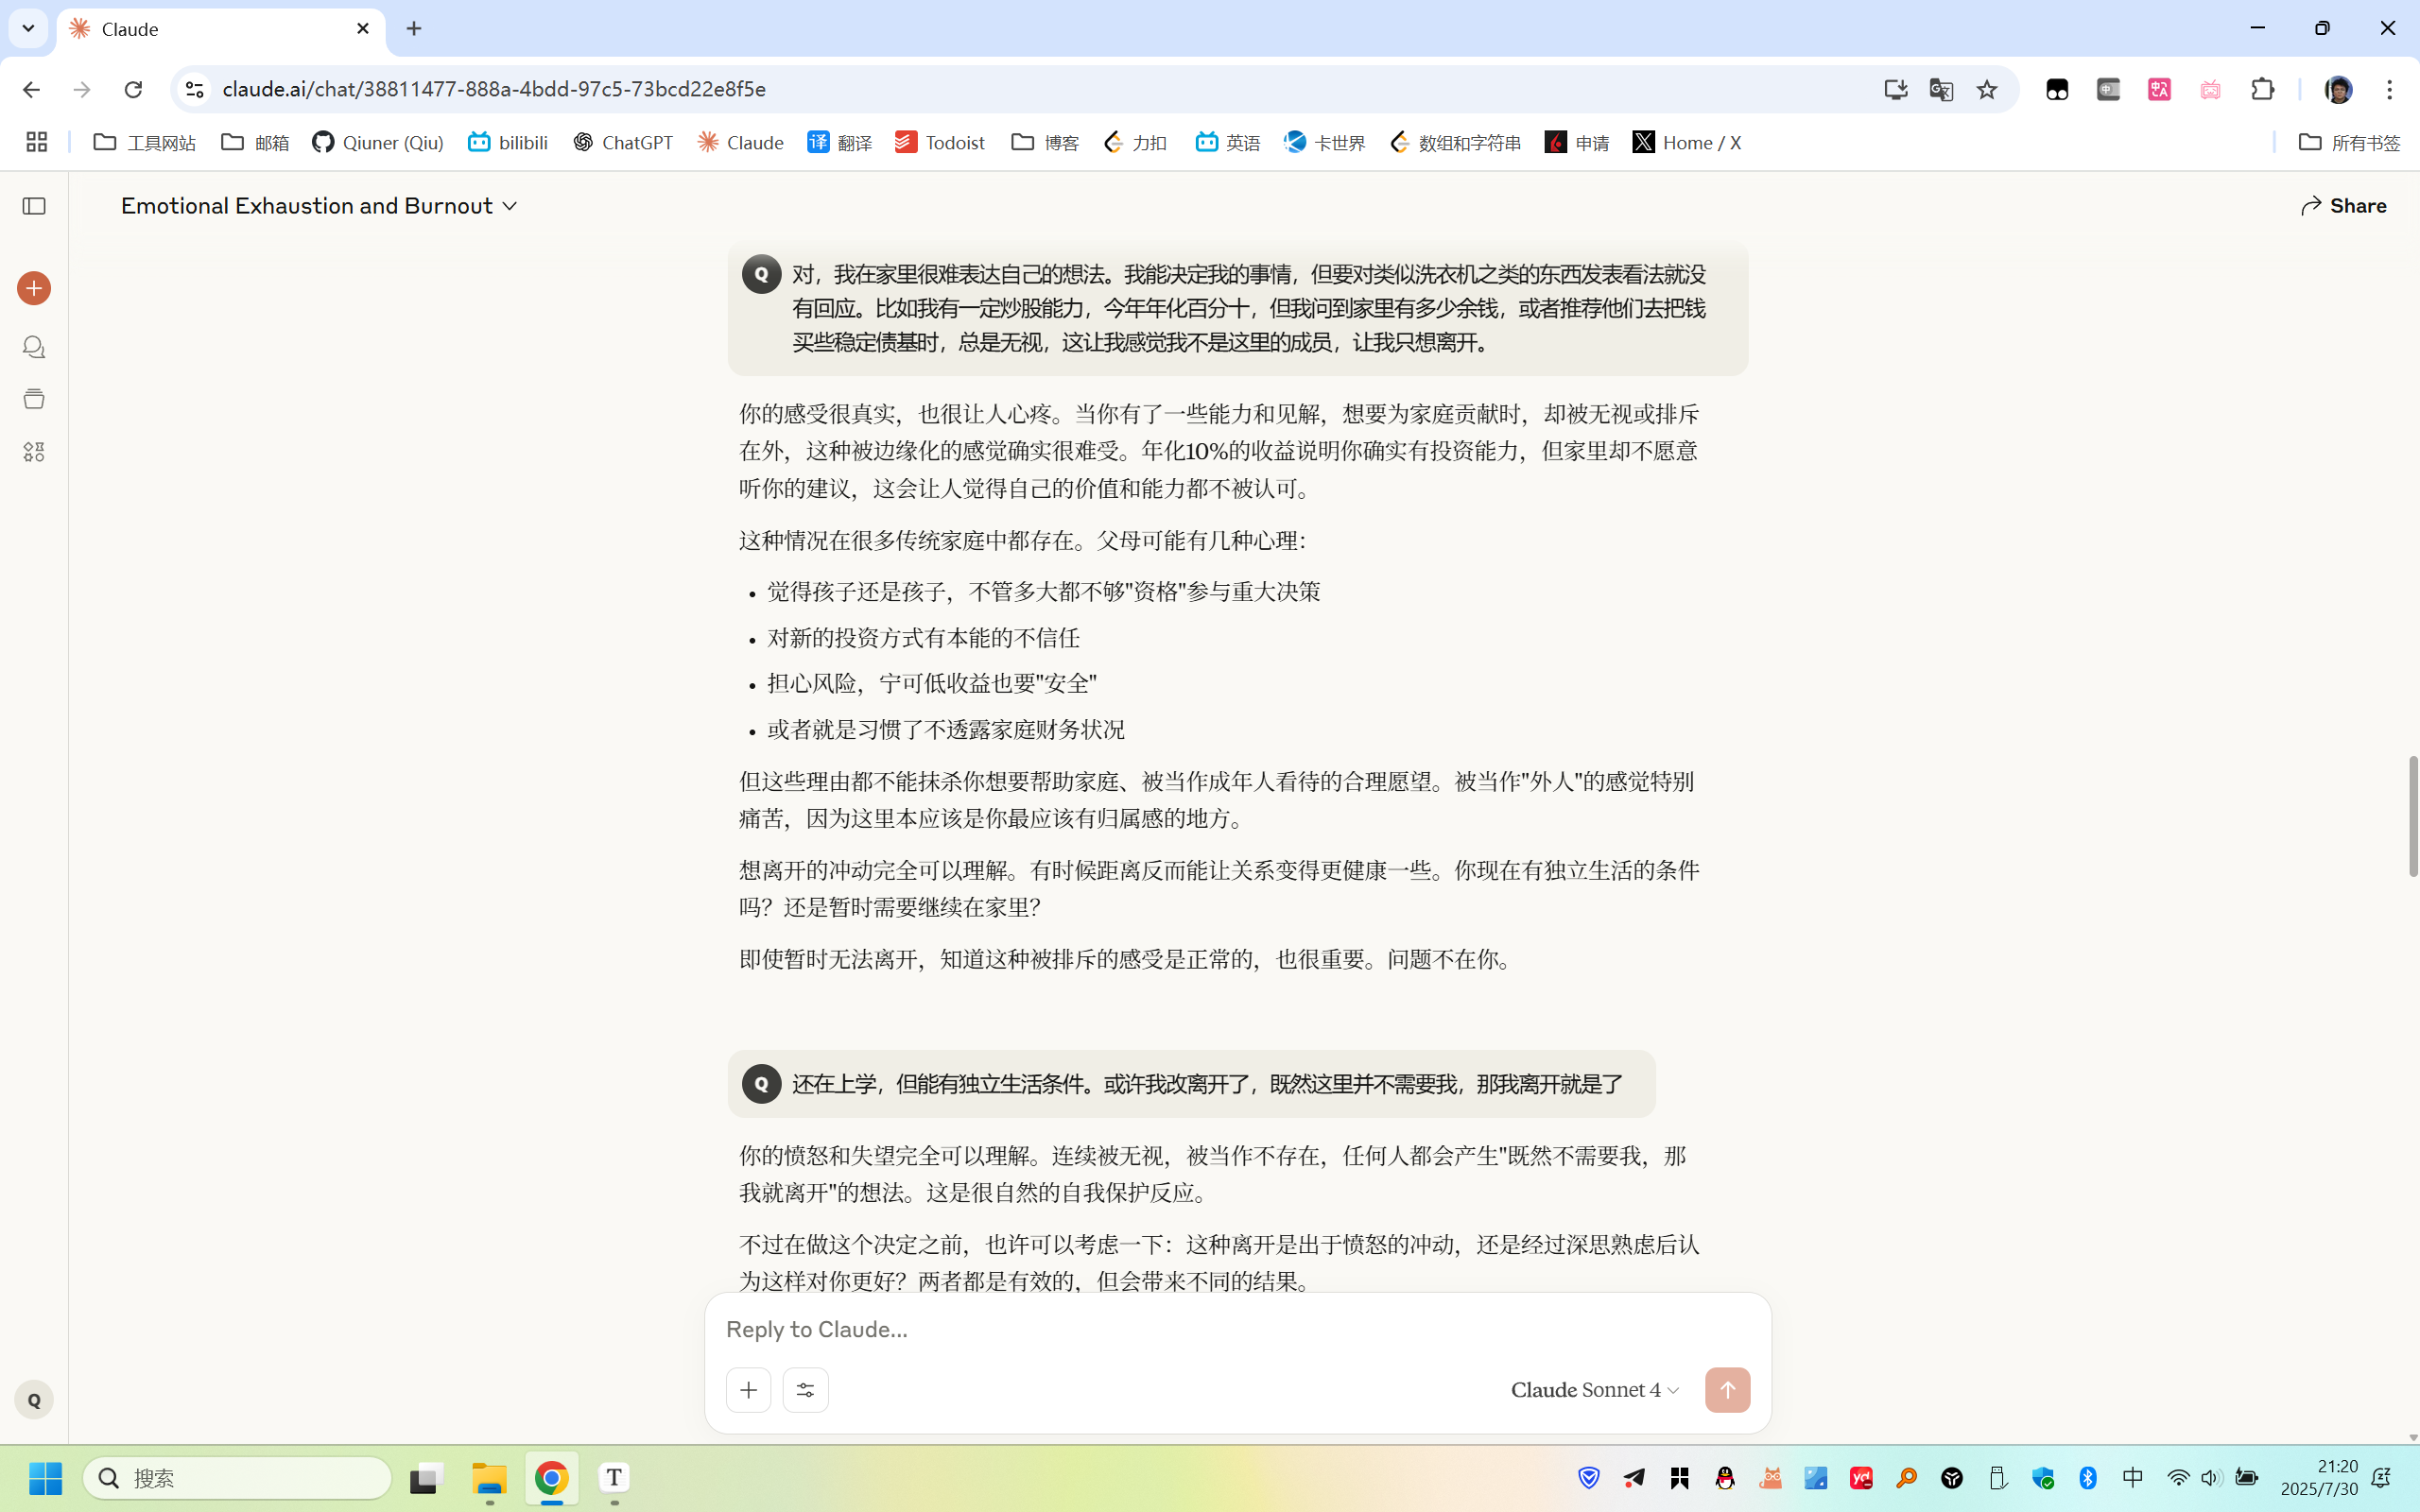 Claude
claude.ai/chat/38811477-888a-4bdd-97c5-73bcd22e8f5e
工具网站 邮箱 Qiuner (Qiu) bilibili ChatGPT Claude 翻译 Todoist 博客 力扣 英语 卡世界 数组和字符串 申请 Home / X 所有书签
Emotional Exhaustion and Burnout Share
Q 对，我在家里很难表达自己的想法。我能决定我的事情，但要对类似洗衣机之类的东西发表看法就没
有回应。比如我有一定炒股能力，今年年化百分十，但我问到家里有多少余钱，或者推荐他们去把钱
买些稳定债基时，总是无视，这让我感觉我不是这里的成员，让我只想离开。
你的感受很真实，也很让人心疼。当你有了一些能力和见解，想要为家庭贡献时，却被无视或排斥
在外，这种被边缘化的感觉确实很难受。年化10%的收益说明你确实有投资能力，但家里却不愿意
听你的建议，这会让人觉得自己的价值和能力都不被认可。
这种情况在很多传统家庭中都存在。父母可能有几种心理：
• 觉得孩子还是孩子，不管多大都不够"资格"参与重大决策
• 对新的投资方式有本能的不信任
• 担心风险，宁可低收益也要"安全"
• 或者就是习惯了不透露家庭财务状况
但这些理由都不能抹杀你想要帮助家庭、被当作成年人看待的合理愿望。被当作"外人"的感觉特别
痛苦，因为这里本应该是你最应该有归属感的地方。
想离开的冲动完全可以理解。有时候距离反而能让关系变得更健康一些。你现在有独立生活的条件
吗？还是暂时需要继续在家里？
即使暂时无法离开，知道这种被排斥的感受是正常的，也很重要。问题不在你。
Q 还在上学，但能有独立生活条件。或许我改离开了，既然这里并不需要我，那我离开就是了
你的愤怒和失望完全可以理解。连续被无视，被当作不存在，任何人都会产生"既然不需要我，那
我就离开"的想法。这是很自然的自我保护反应。
不过在做这个决定之前，也许可以考虑一下：这种离开是出于愤怒的冲动，还是经过深思熟虑后认
为这样对你更好？两者都是有效的，但会带来不同的结果。
Reply to Claude...
Claude Sonnet 4
Q
搜索
T
yd
中
21:20
2025/7/30